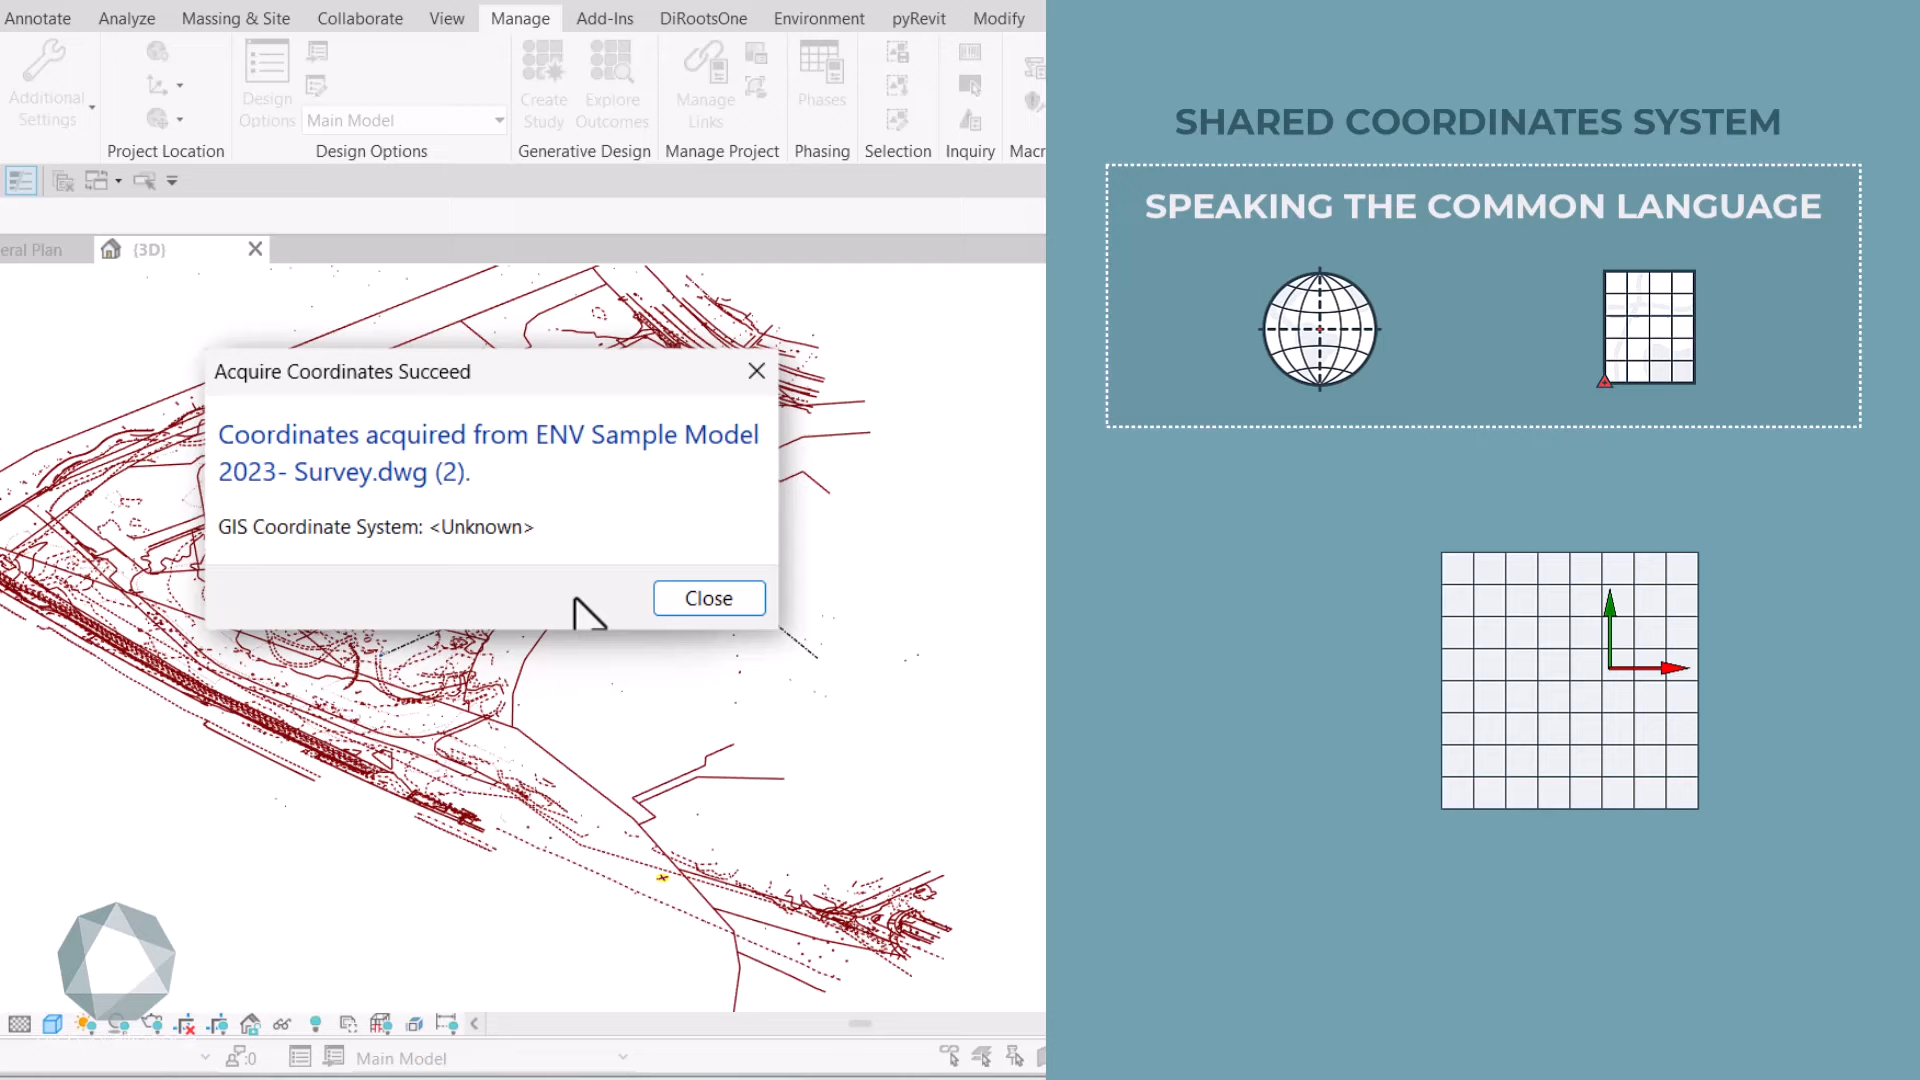 Annotate Analyze Massing & Site Collaborate View Manage Add-Ins DiRootsOne Environment pyRevit Modify
Additional Settings
Design Options
Main Model
Create Study
Explore Outcomes
Manage Links
Phases
Project Location Design Options Generative Design Manage Project Phasing Selection Inquiry Macr
eral Plan
(3D)
Acquire Coordinates Succeed
Coordinates acquired from ENV Sample Model
2023- Survey.dwg (2).
GIS Coordinate System: <Unknown>
Close
:0
Main Model
SHARED COORDINATES SYSTEM
SPEAKING THE COMMON LANGUAGE